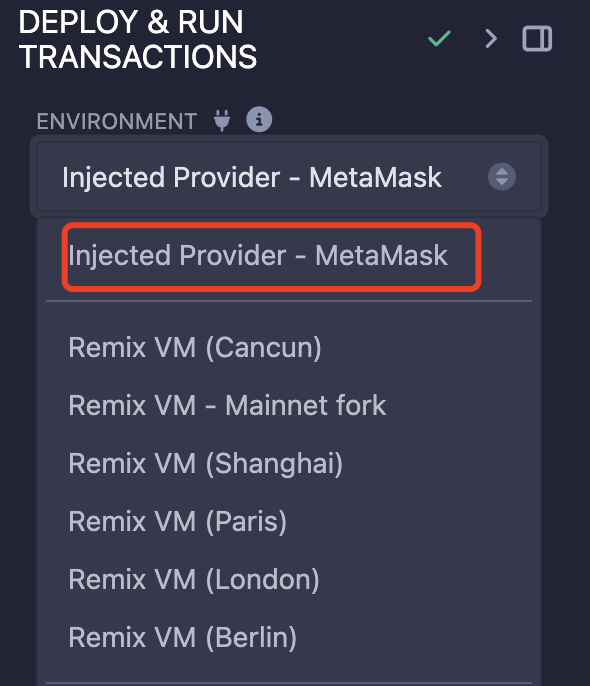 DEPLOY & RUN
TRANSACTIONS
ENVIRONMENT
Injected Provider - MetaMask
Injected Provider - MetaMask
Remix VM (Cancun)
Remix VM - Mainnet fork
Remix VM (Shanghai)
Remix VM (Paris)
Remix VM (London)
Remix VM (Berlin)